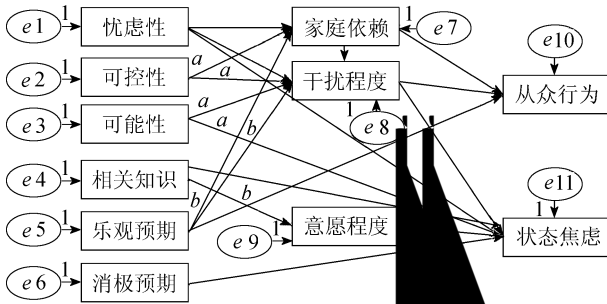 e1 1 忧虑性 家庭依赖 1 e7
e10
e2 1 可控性 a a 干扰程度 从众行为
e3 1 可能性 a a b 1 e8
e4 1 相关知识 e11
b b 1
e5 1 乐观预期 意愿程度 状态焦虑
e9 1
e6 1 消极预期